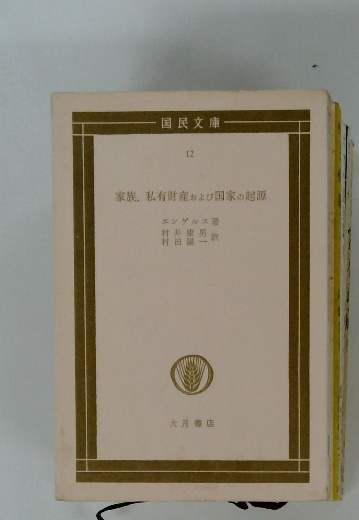 国民文庫
12
家族、私有財産および国家の起源
エンゲルス著
村井康男
村田陽一 訳
大月書店